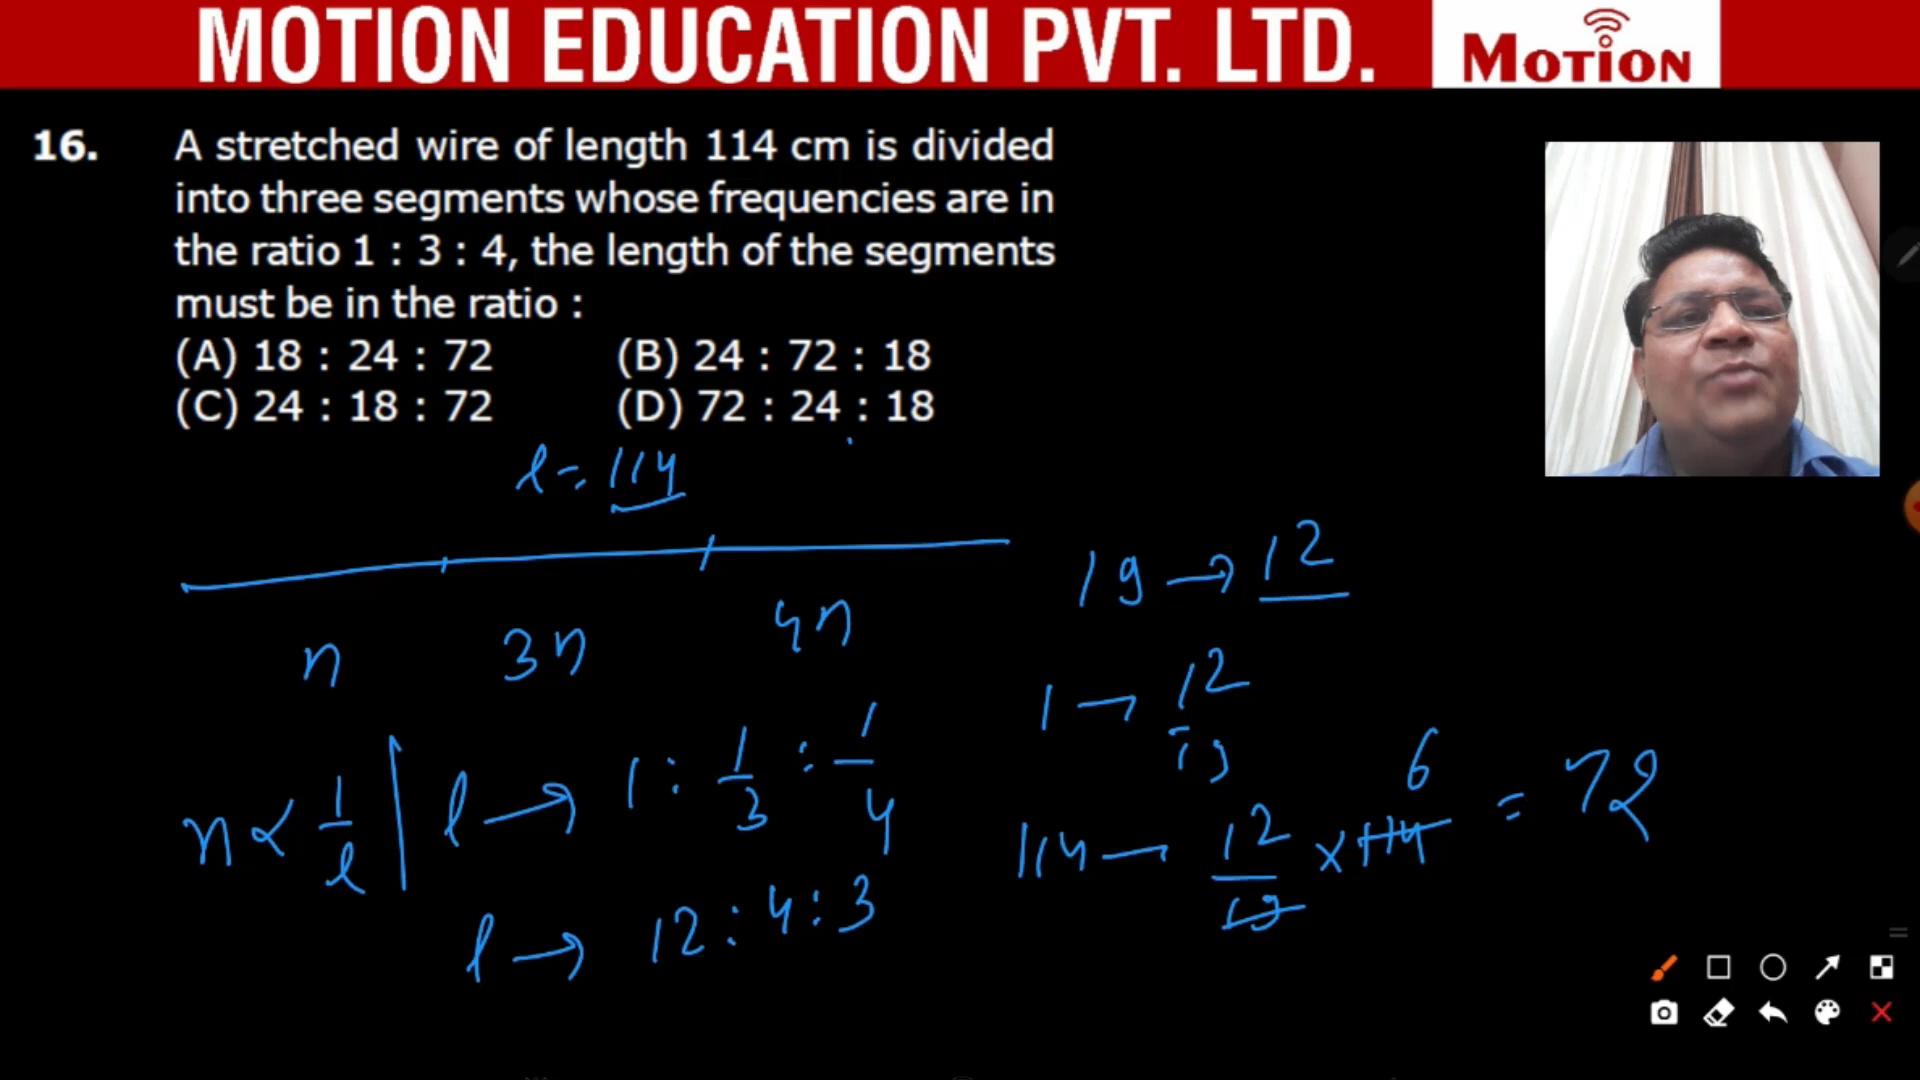 MOTION EDUCATION PVT. LTD.
MOTION
16. A stretched wire of length 114 cm is divided
into three segments whose frequencies are in
the ratio 1 : 3 : 4, the length of the segments
must be in the ratio :
(A) 18 : 24 : 72 (B) 24 : 72 : 18
(C) 24 : 18 : 72 (D) 72 : 24 : 18
l = 114
n 3n 4n
n ∝ 1/l | l → 1 : 1/3 : 1/4
l → 12 : 4 : 3
19 → 12
1 → 12/19
114 → 12/19 × 114 6 = 72